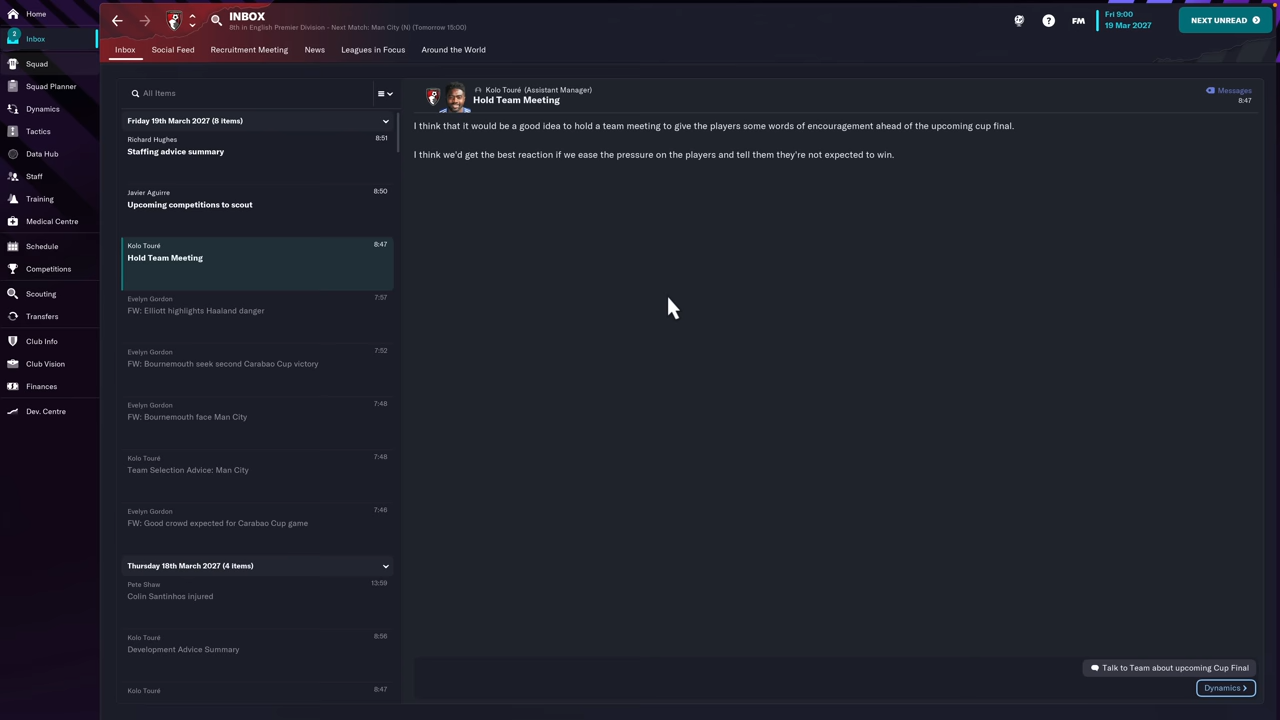 Home
INBOX
8th in English Premier Division - Next Match: Man City (N) (Tomorrow 15:00)
FM
Fri 9:00
19 Mar 2027
NEXT UNREAD
2
Inbox
Squad
Squad Planner
Dynamics
Tactics
Data Hub
Staff
Training
Medical Centre
Schedule
Competitions
Scouting
Transfers
Club Info
Club Vision
Finances
Dev. Centre
Inbox
Social Feed
Recruitment Meeting
News
Leagues in Focus
Around the World
All Items
Friday 19th March 2027 (8 items)
Richard Hughes 8:51
Staffing advice summary
Javier Aguirre 8:50
Upcoming competitions to scout
Kolo Touré 8:47
Hold Team Meeting
Evelyn Gordon 7:57
FW: Elliott highlights Haaland danger
Evelyn Gordon 7:52
FW: Bournemouth seek second Carabao Cup victory
Evelyn Gordon 7:48
FW: Bournemouth face Man City
Kolo Touré 7:48
Team Selection Advice: Man City
Evelyn Gordon 7:46
FW: Good crowd expected for Carabao Cup game
Thursday 18th March 2027 (4 items)
Pete Shaw 13:59
Colin Santinhos injured
Kolo Touré 8:56
Development Advice Summary
Kolo Touré 8:47
Kolo Touré (Assistant Manager)
Hold Team Meeting
Messages
8:47
I think that it would be a good idea to hold a team meeting to give the players some words of encouragement ahead of the upcoming cup final.
I think we'd get the best reaction if we ease the pressure on the players and tell them they're not expected to win.
Talk to Team about upcoming Cup Final
Dynamics